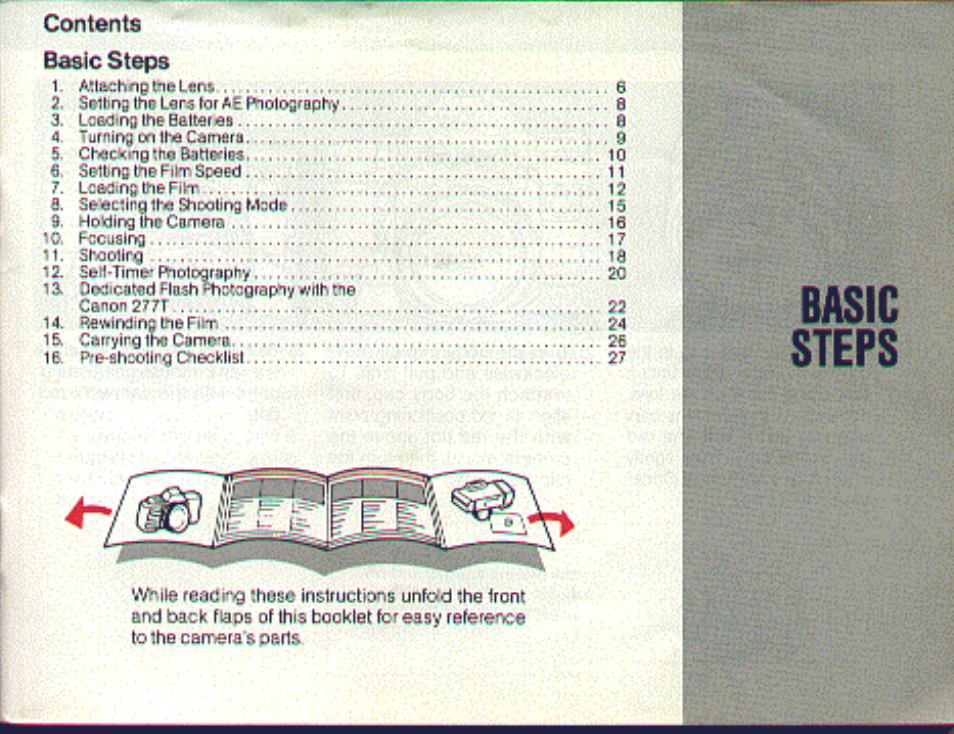 Contents
Basic Steps
1. Attaching the Lens 6
2. Setting the Lens for AE Photography 8
3. Loading the Batteries 8
4. Turning on the Camera 9
5. Checking the Batteries 10
6. Setting the Film Speed 11
7. Loading the Film 12
8. Selecting the Shooting Mode 15
9. Holding the Camera 16
10. Focusing 17
11. Shooting 18
12. Self-Timer Photography 20
13. Dedicated Flash Photography with the
Canon 277T 22
14. Rewinding the Film 24
15. Carrying the Camera 26
16. Pre-shooting Checklist 27
While reading these instructions unfold the front
and back flaps of this booklet for easy reference
to the camera's parts.
BASIC
STEPS